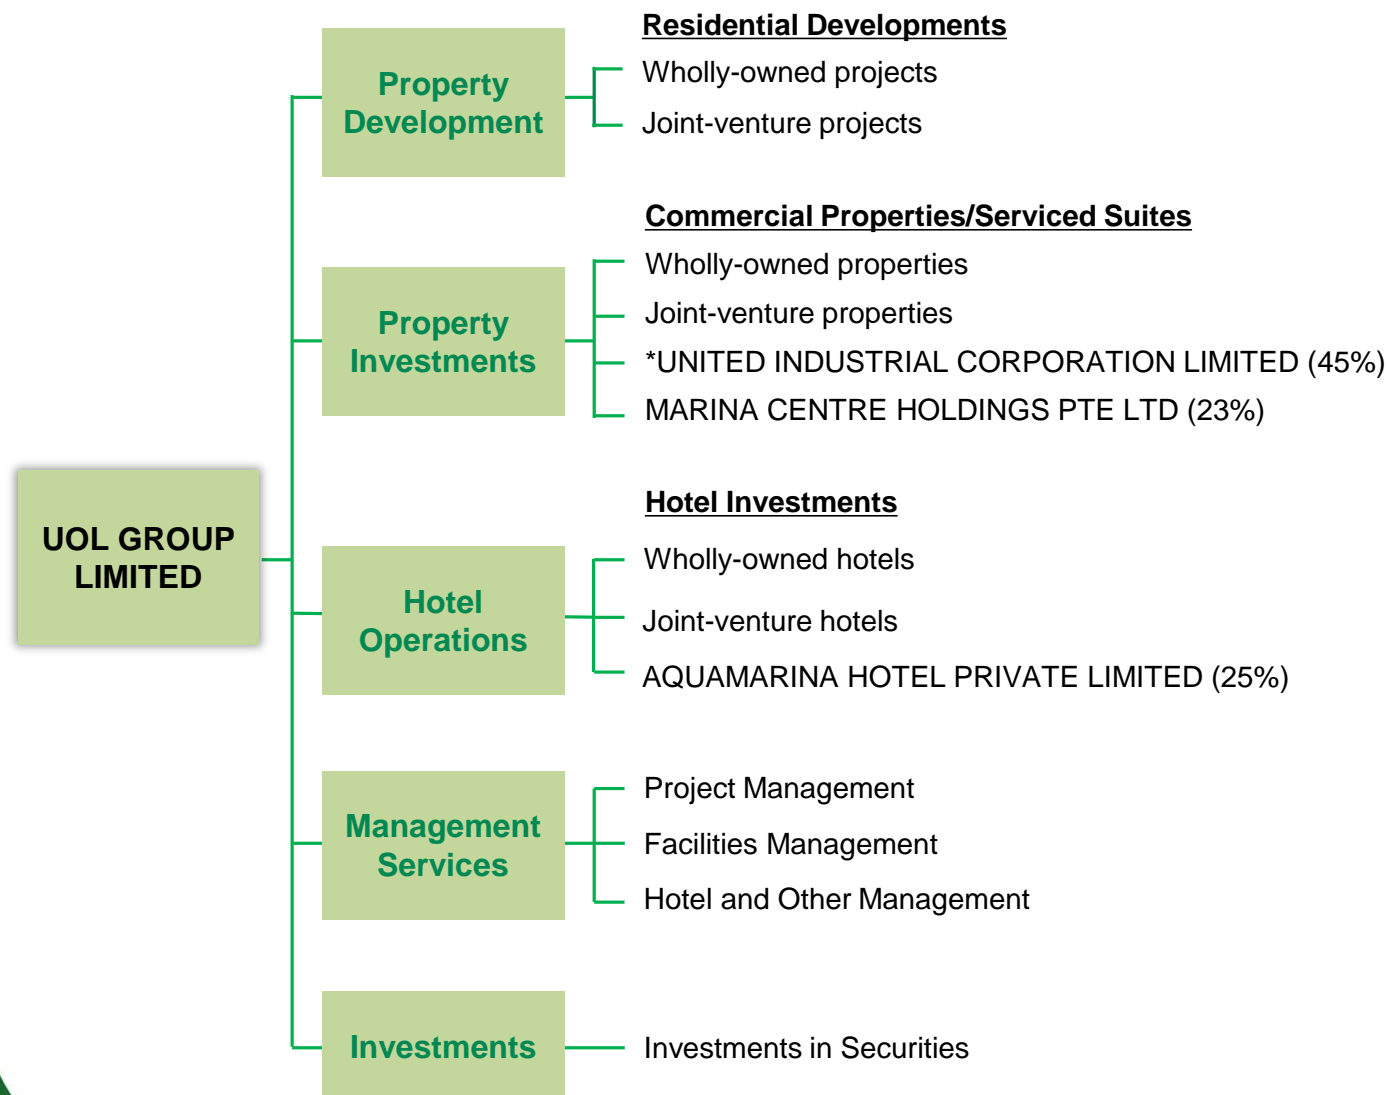 UOL GROUP
LIMITED
Property
Development
Residential Developments
Wholly-owned projects
Joint-venture projects
Property
Investments
Commercial Properties/Serviced Suites
Wholly-owned properties
Joint-venture properties
*UNITED INDUSTRIAL CORPORATION LIMITED (45%)
MARINA CENTRE HOLDINGS PTE LTD (23%)
Hotel
Operations
Hotel Investments
Wholly-owned hotels
Joint-venture hotels
AQUAMARINA HOTEL PRIVATE LIMITED (25%)
Management
Services
Project Management
Facilities Management
Hotel and Other Management
Investments
Investments in Securities